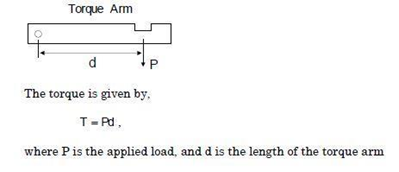 Torque Arm
d
P
The torque is given by,
T = Pd ,
where P is the applied load, and d is the length of the torque arm